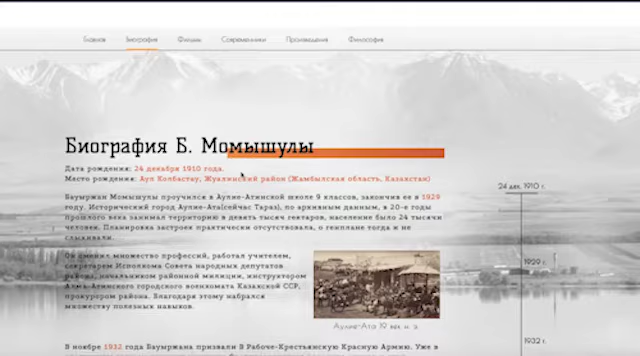 Главная Биография Фильмы Современники Произведения Философия
Биография Б. Момышулы
Дата рождения: 24 декабря 1910 года.
Место рождения: Аул Колбастау, Жуалинский район (Жамбылская область, Казахстан)
24 дек. 1910 г.
Бауыржан Момышулы проучился в Аулие-Атинской школе 9 классов, закончив ее в 1929
году. Исторический город Аулие-Ата(сейчас Тараз), по архивным данным, в 20-е годы
прошлого века занимал территорию в девять тысяч гектаров, население было 24 тысячи
человек. Планировка застроек практически отсутствовала, о генплане тогда и не
слыхивали.
Он сменил множество профессий, работал учителем,
секретарем Исполкома Совета народных депутатов
района, начальником районной милиции, инструктором
Алма-Атинского городского военкомата Казахской ССР,
прокурором района. Благодаря этому набрался
множеству полезных навыков.
1929 г.
Аулие-Ата 19 век н. э.
1932 г.
В ноябре 1932 года Бауыржана призвали В Рабоче-Крестьянскую Красную Армию. Уже в